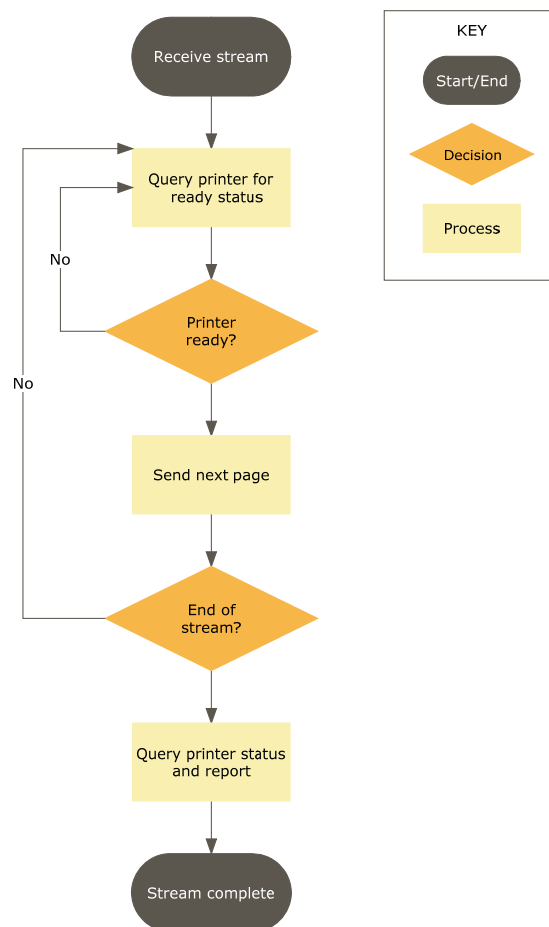 Receive stream
Query printer for
ready status
No
Printer
ready?
No
Send next page
End of
stream?
Query printer status
and report
Stream complete
KEY
Start/End
Decision
Process